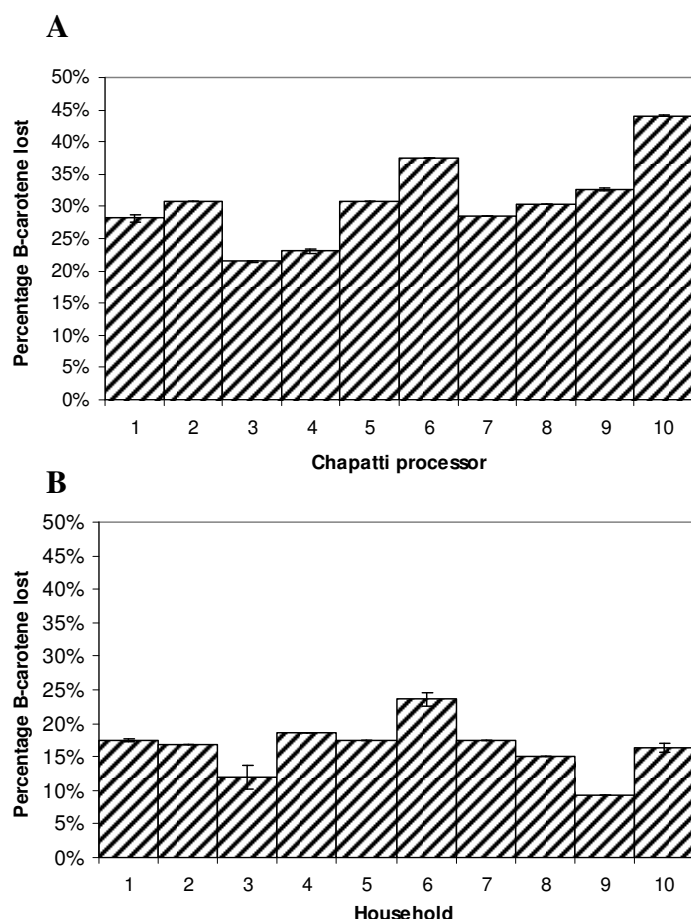 A
Percentage B-carotene lost
50%
45%
40%
35%
30%
25%
20%
15%
10%
5%
0%
1 2 3 4 5 6 7 8 9 10
Chapatti processor
B
Percentage B-carotene lost
50%
45%
40%
35%
30%
25%
20%
15%
10%
5%
0%
1 2 3 4 5 6 7 8 9 10
Household